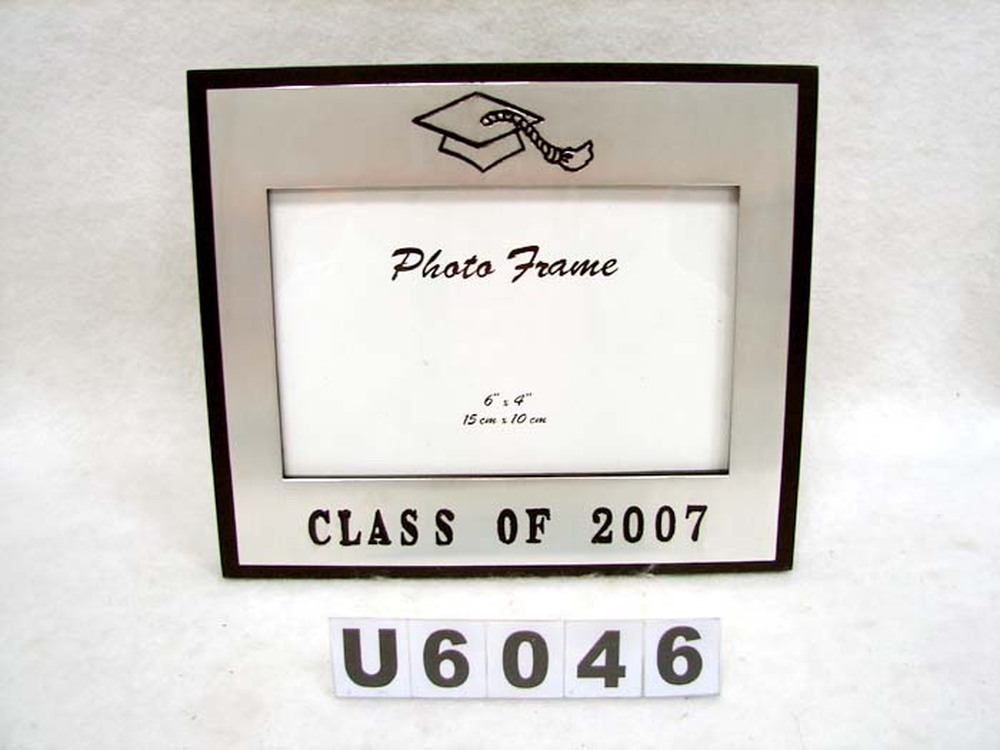 Photo Frame
6" x 4"
15 cm x 10 cm
CLASS OF 2007
U6046